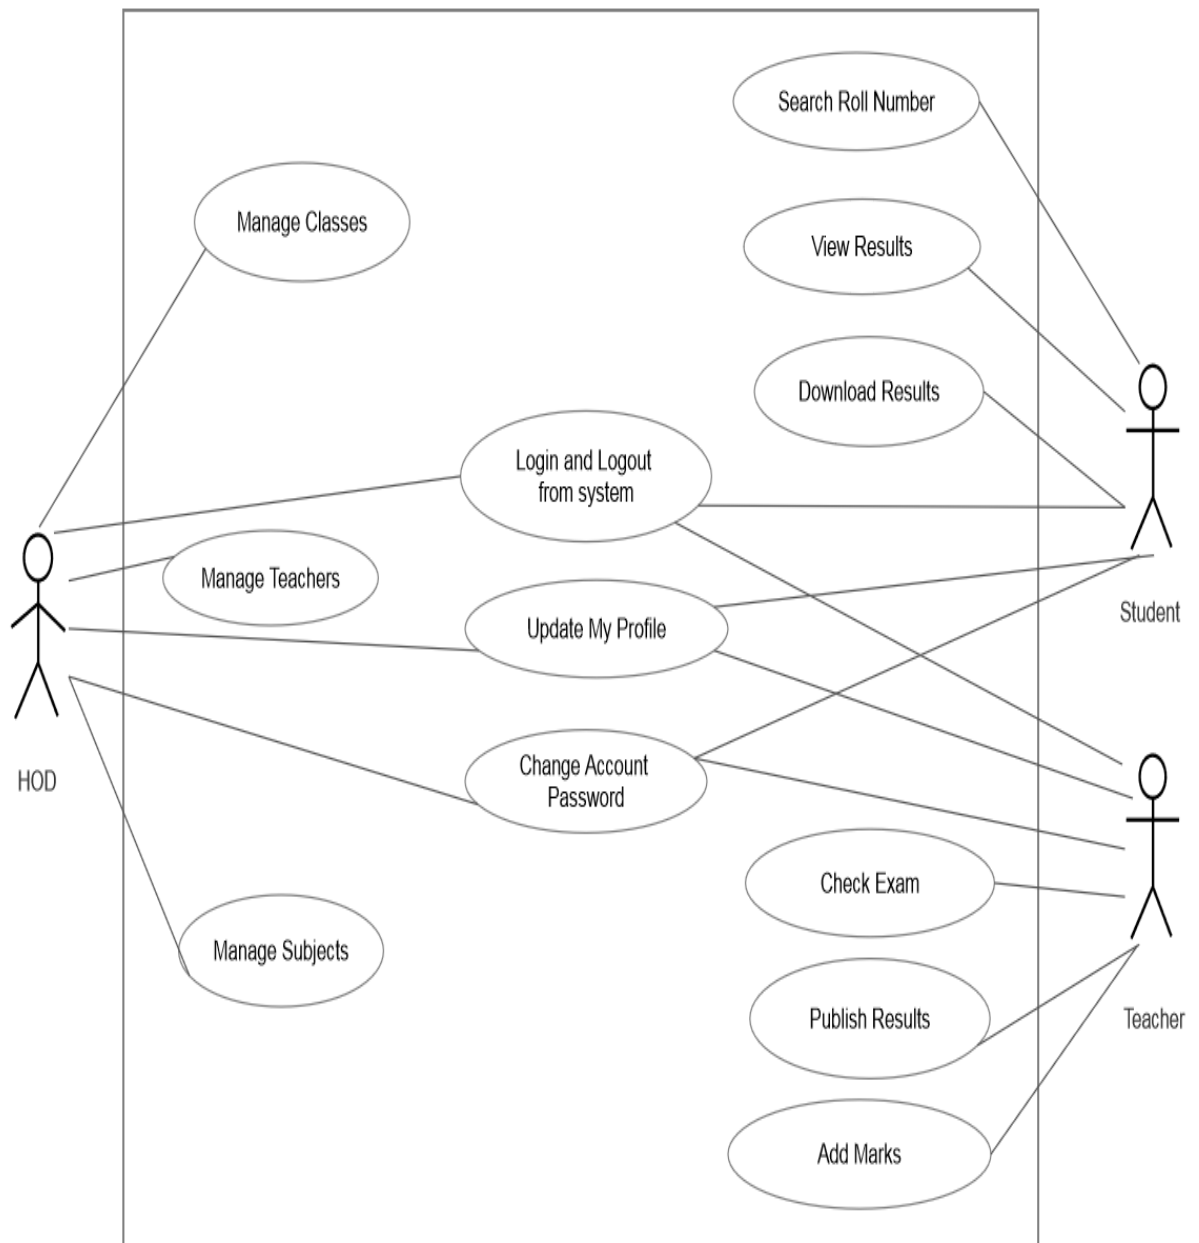 Search Roll Number
Manage Classes
View Results
Download Results
Login and Logout
from system
Manage Teachers
Student
Update My Profile
HOD
Change Account
Password
Check Exam
Manage Subjects
Publish Results
Teacher
Add Marks